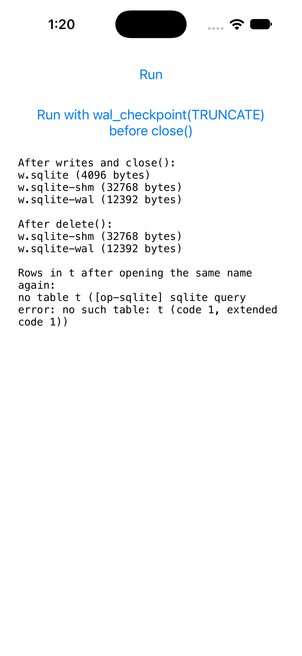 1:20
Run
Run with wal_checkpoint(TRUNCATE)
before close()
After writes and close():
w.sqlite (4096 bytes)
w.sqlite-shm (32768 bytes)
w.sqlite-wal (12392 bytes)
After delete():
w.sqlite-shm (32768 bytes)
w.sqlite-wal (12392 bytes)
Rows in t after opening the same name
again:
no table t ([op-sqlite] sqlite query
error: no such table: t (code 1, extended
code 1))